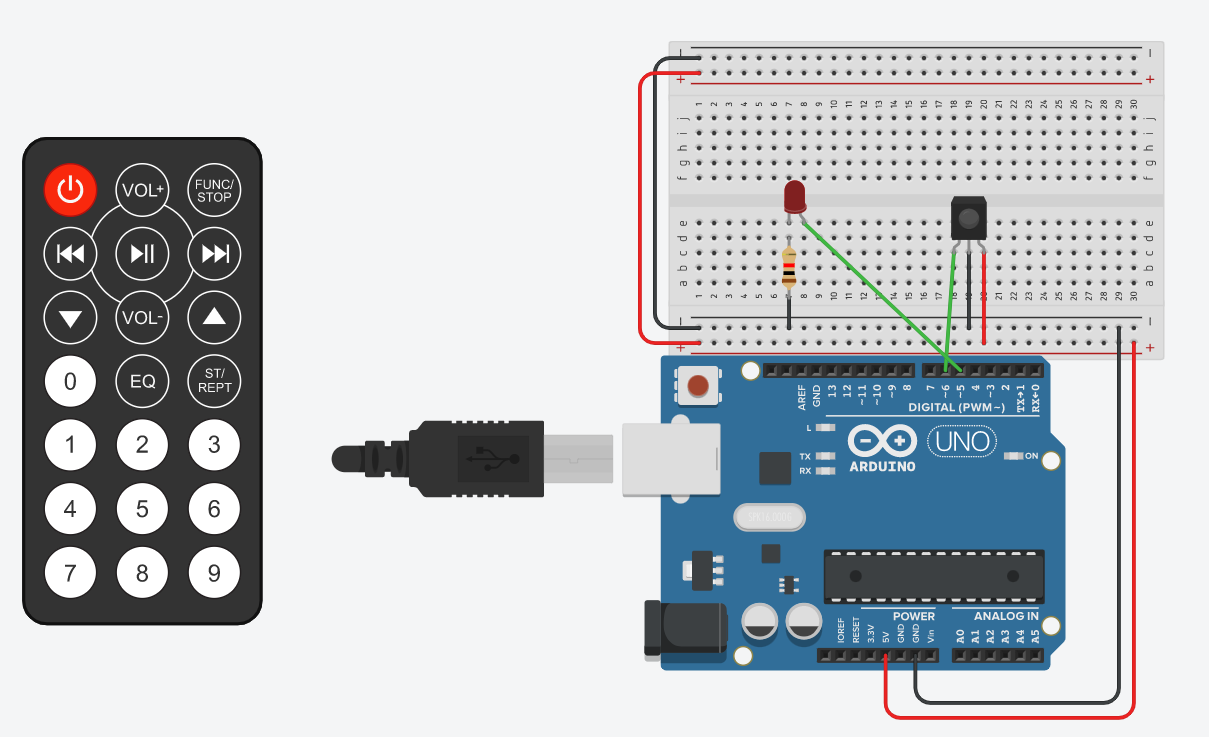 VOL+
FUNC/
STOP
VOL-
0
EQ
ST/
REPT
1 2 3
4 5 6
7 8 9
- -
+ +
1 2 3 4 5 6 7 8 9 10 11 12 13 14 15 16 17 18 19 20 21 22 23 24 25 26 27 28 29 30
j j
i i
h h
g g
f f
e e
d d
c c
b b
a a
1 2 3 4 5 6 7 8 9 10 11 12 13 14 15 16 17 18 19 20 21 22 23 24 25 26 27 28 29 30
- -
+ +
AREF GND 13 12 ~11 ~10 ~9 8 7 ~6 ~5 4 ~3 2 TX→1 RX←0
DIGITAL (PWM~)
L
TX
RX
UNO
ARDUINO
ON
POWER
ANALOG IN
IOREF RESET 3.3V 5V GND GND Vin A0 A1 A2 A3 A4 A5